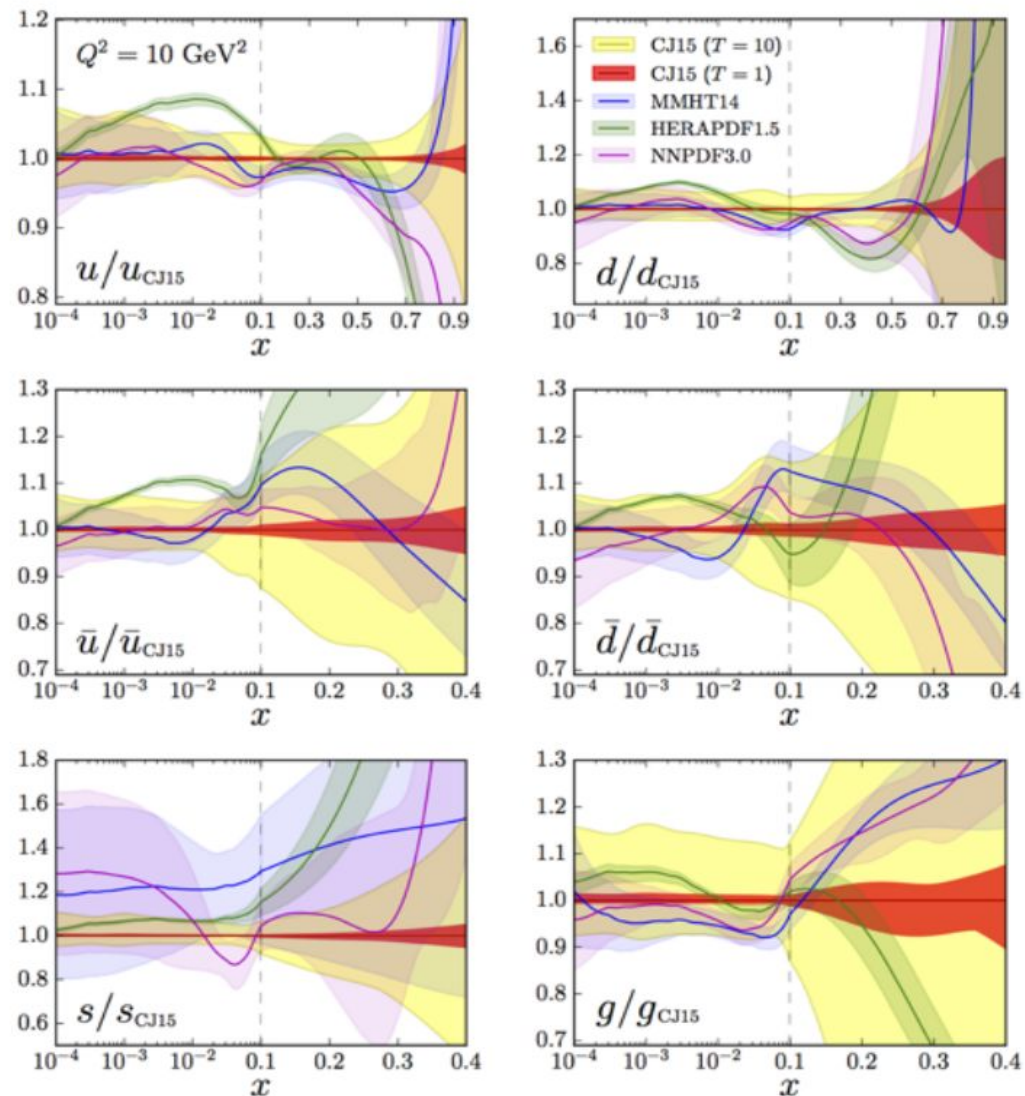 Q² = 10 GeV²
1.2
1.1
1.0
0.9
0.8
u/u_CJ15
10⁻⁴ 10⁻³ 10⁻² 0.1 0.3 0.5 0.7 0.9
x
CJ15 (T = 10)
CJ15 (T = 1)
MMHT14
HERAPDF1.5
NNPDF3.0
1.6
1.4
1.2
1.0
0.8
d/d_CJ15
10⁻⁴ 10⁻³ 10⁻² 0.1 0.3 0.5 0.7 0.9
x
1.3
1.2
1.1
1.0
0.9
0.8
0.7
ū/ū_CJ15
10⁻⁴ 10⁻³ 10⁻² 0.1 0.2 0.3 0.4
x
1.3
1.2
1.1
1.0
0.9
0.8
0.7
d̄/d̄_CJ15
10⁻⁴ 10⁻³ 10⁻² 0.1 0.2 0.3 0.4
x
1.8
1.6
1.4
1.2
1.0
0.8
0.6
s/s_CJ15
10⁻⁴ 10⁻³ 10⁻² 0.1 0.2 0.3 0.4
x
1.3
1.2
1.1
1.0
0.9
0.8
0.7
g/g_CJ15
10⁻⁴ 10⁻³ 10⁻² 0.1 0.2 0.3 0.4
x